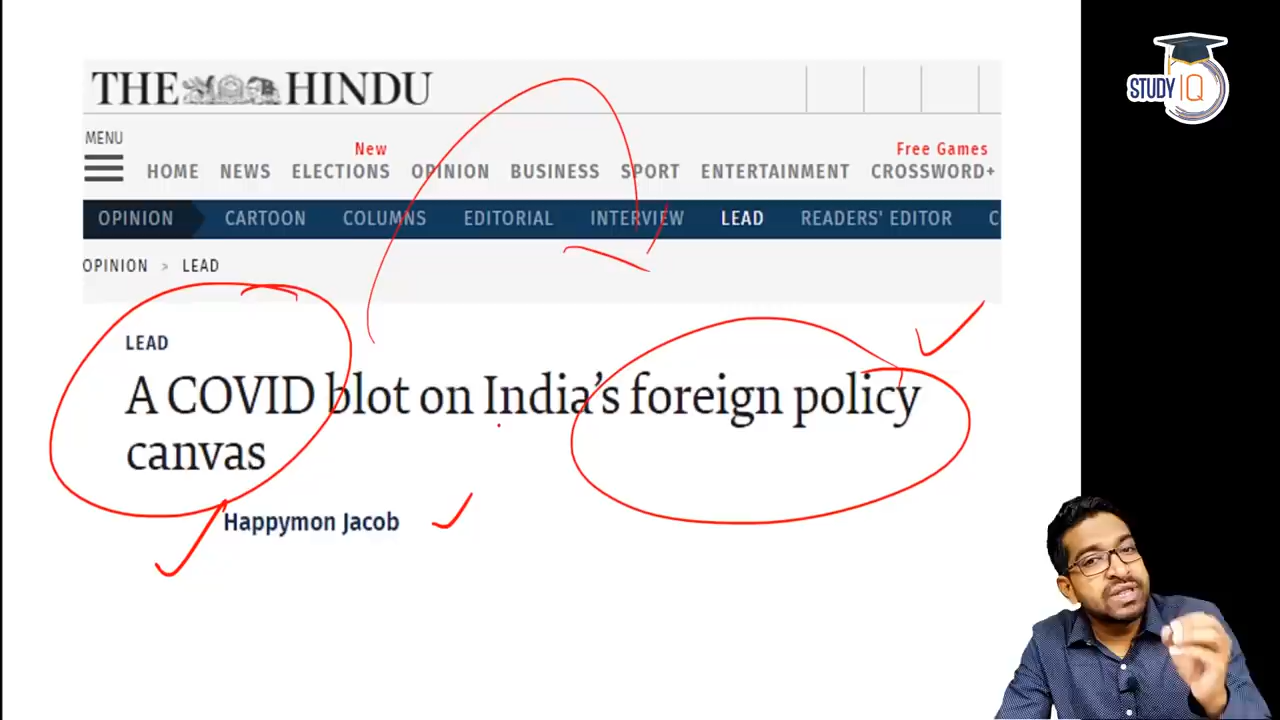 THE HINDU
STUDY IQ
MENU
New
Free Games
HOME NEWS ELECTIONS OPINION BUSINESS SPORT ENTERTAINMENT CROSSWORD+
OPINION CARTOON COLUMNS EDITORIAL INTERVIEW LEAD READERS' EDITOR C
OPINION > LEAD
LEAD
A COVID blot on India’s foreign policy
canvas
Happymon Jacob